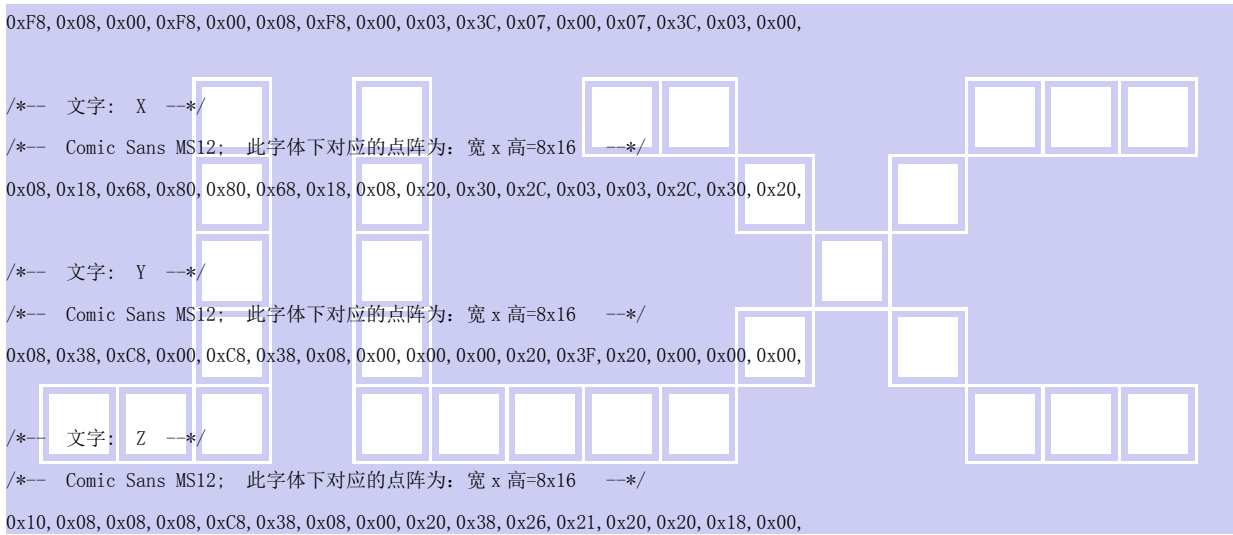 0xF8,0x08,0x00,0xF8,0x00,0x08,0xF8,0x00,0x03,0x3C,0x07,0x00,0x07,0x3C,0x03,0x00,
/*-- 文字: X --*/
/*-- Comic Sans MS12; 此字体下对应的点阵为：宽 x 高=8x16 --*/
0x08,0x18,0x68,0x80,0x80,0x68,0x18,0x08,0x20,0x30,0x2C,0x03,0x03,0x2C,0x30,0x20,
/*-- 文字: Y --*/
/*-- Comic Sans MS12; 此字体下对应的点阵为：宽 x 高=8x16 --*/
0x08,0x38,0xC8,0x00,0xC8,0x38,0x08,0x00,0x00,0x00,0x20,0x3F,0x20,0x00,0x00,0x00,
/*-- 文字: Z --*/
/*-- Comic Sans MS12; 此字体下对应的点阵为：宽 x 高=8x16 --*/
0x10,0x08,0x08,0x08,0xC8,0x38,0x08,0x00,0x20,0x38,0x26,0x21,0x20,0x20,0x18,0x00,